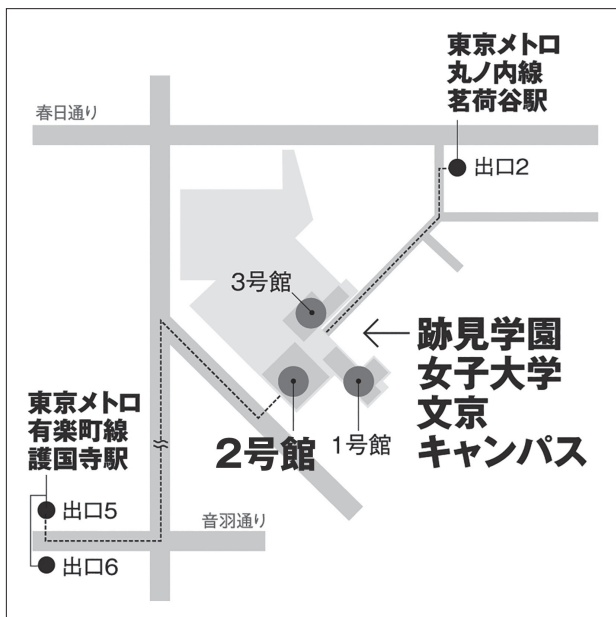 東京メトロ
丸ノ内線
茗荷谷駅
春日通り
出口2
3号館
跡見学園
女子大学
文京
キャンパス
東京メトロ
有楽町線
護国寺駅
2号館
1号館
出口5
音羽通り
出口6